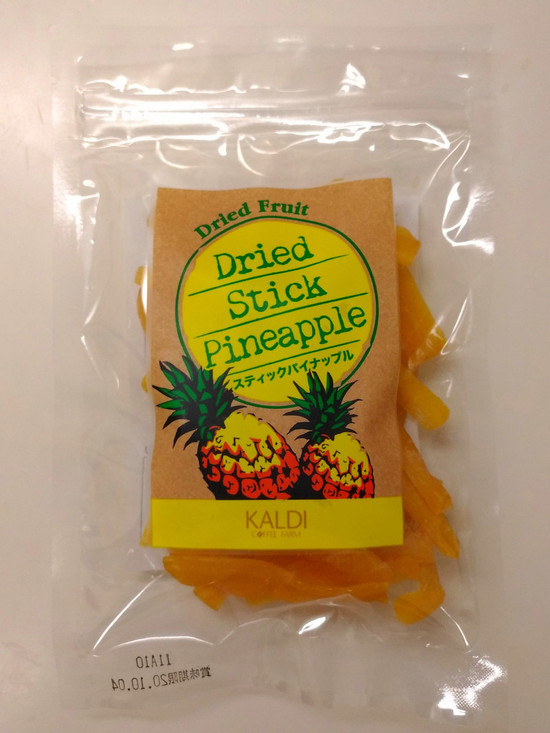 Dried Fruit
Dried
Stick
Pineapple
スティックパイナップル
KALDI
COFFEE FARM
11A10
賞味期限20.10.04